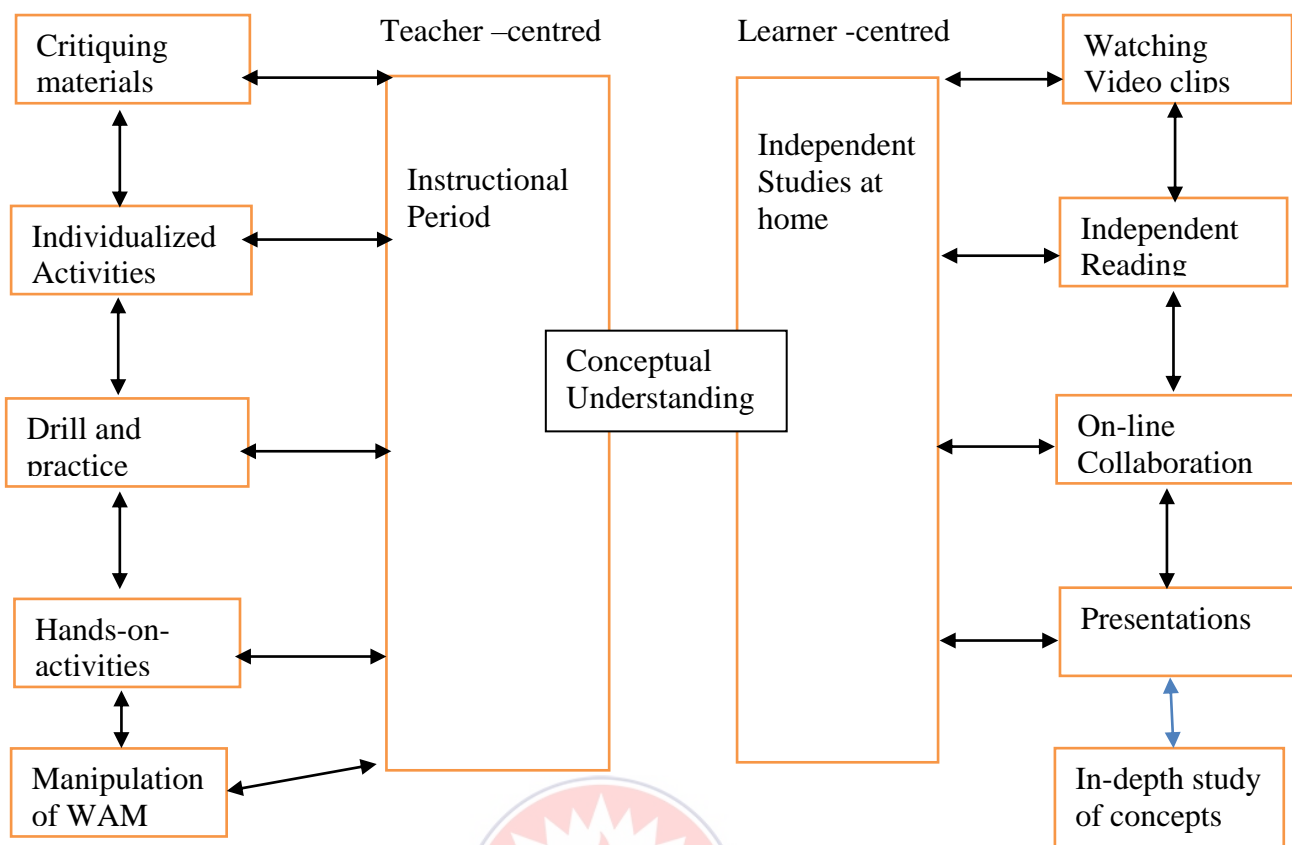 Teacher –centred
Learner -centred
Critiquing
materials
Individualized
Activities
Drill and
practice
Hands-on-
activities
Manipulation
of WAM
Instructional
Period
Conceptual
Understanding
Independent
Studies at
home
Watching
Video clips
Independent
Reading
On-line
Collaboration
Presentations
In-depth study
of concepts